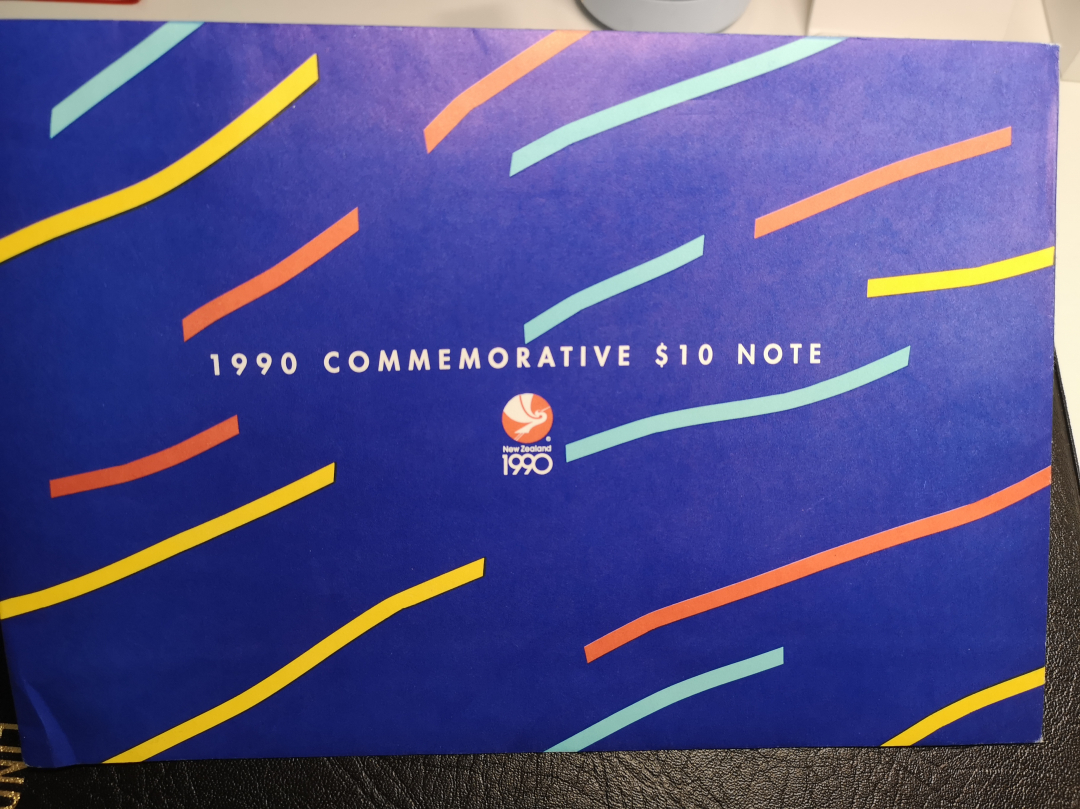 1990 COMMEMORATIVE $10 NOTE
New Zealand
1990